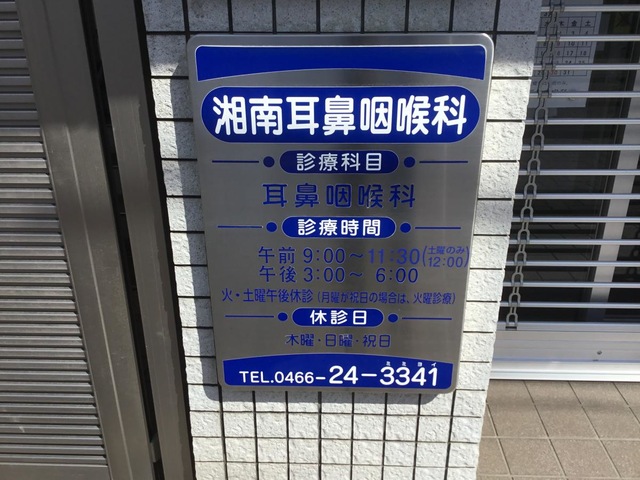 湘南耳鼻咽喉科
診療科目
耳鼻咽喉科
診療時間
午前 9:00～11:30(土曜のみ12:00)
午後 3:00～ 6:00
火・土曜午後休診(月曜が祝日の場合は、火曜診療)
休診日
木曜・日曜・祝日
TEL.0466-24-3341